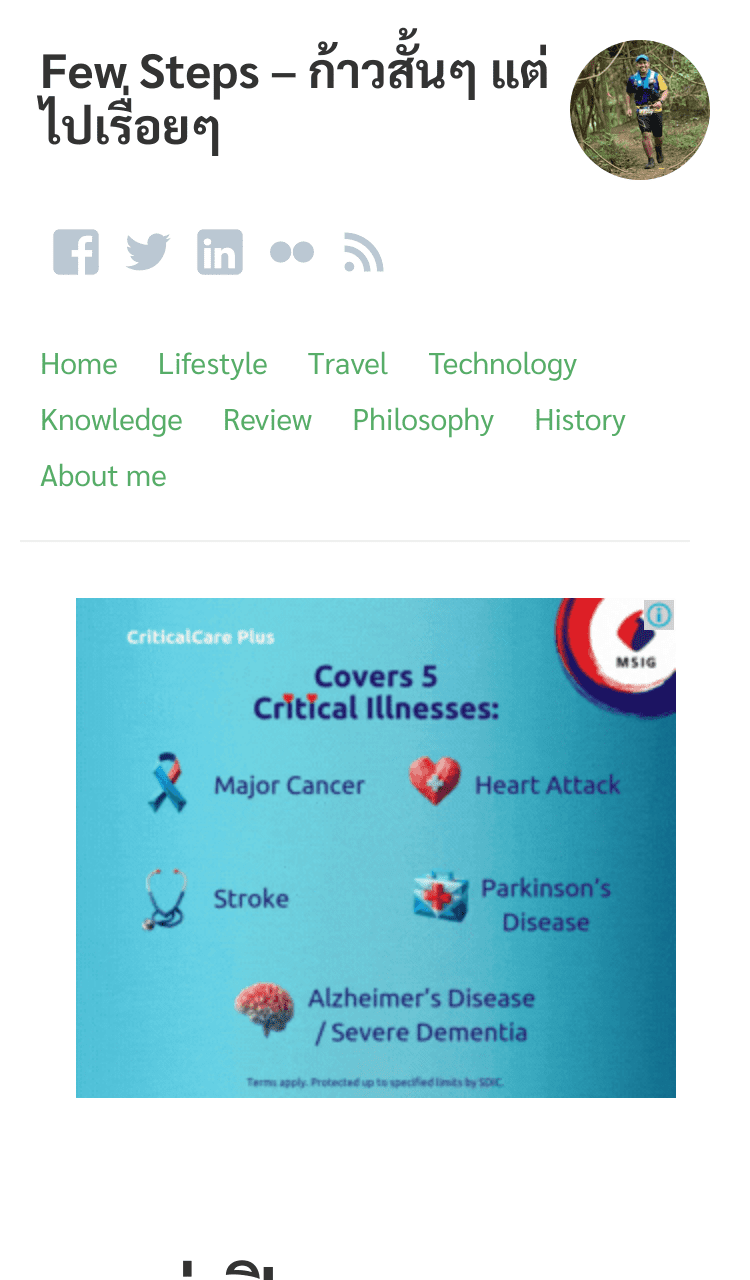 Few Steps – ก้าวสั้นๆ แต่
ไปเรื่อยๆ
Home Lifestyle Travel Technology
Knowledge Review Philosophy History
About me
CriticalCare Plus
MSIG
Covers 5
Critical Illnesses:
Major Cancer Heart Attack
Stroke Parkinson's
Disease
Alzheimer's Disease
/ Severe Dementia
Terms apply. Protected up to specified limits by SDIC.